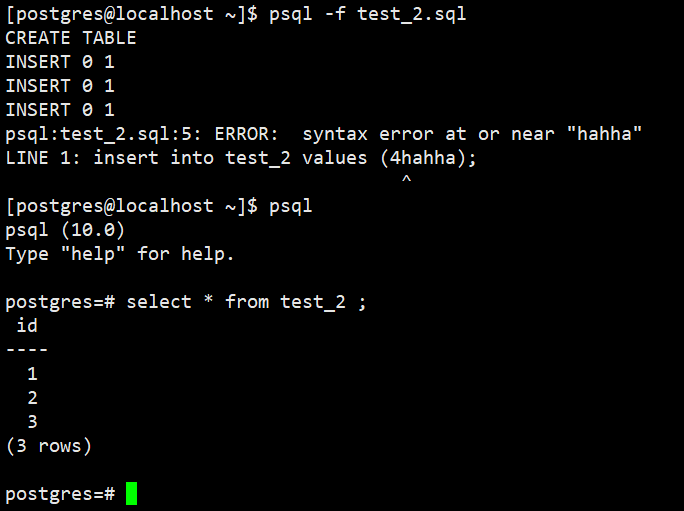 [postgres@localhost ~]$ psql -f test_2.sql
CREATE TABLE
INSERT 0 1
INSERT 0 1
INSERT 0 1
psql:test_2.sql:5: ERROR:  syntax error at or near "hahha"
LINE 1: insert into test_2 values (4hahha);
                                    ^
[postgres@localhost ~]$ psql
psql (10.0)
Type "help" for help.

postgres=# select * from test_2 ;
 id
----
  1
  2
  3
(3 rows)

postgres=#